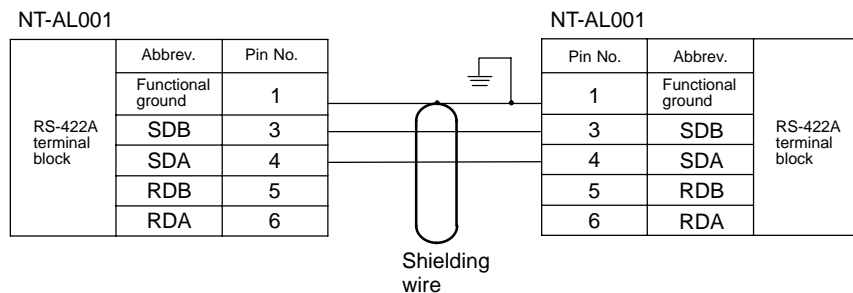 NT-AL001
NT-AL001
Abbrev. Pin No.
Pin No. Abbrev.
RS-422A
terminal
block
Functional
ground
1
1
Functional
ground
RS-422A
terminal
block
SDB 3
3 SDB
SDA 4
4 SDA
RDB 5
5 RDB
RDA 6
6 RDA
Shielding
wire